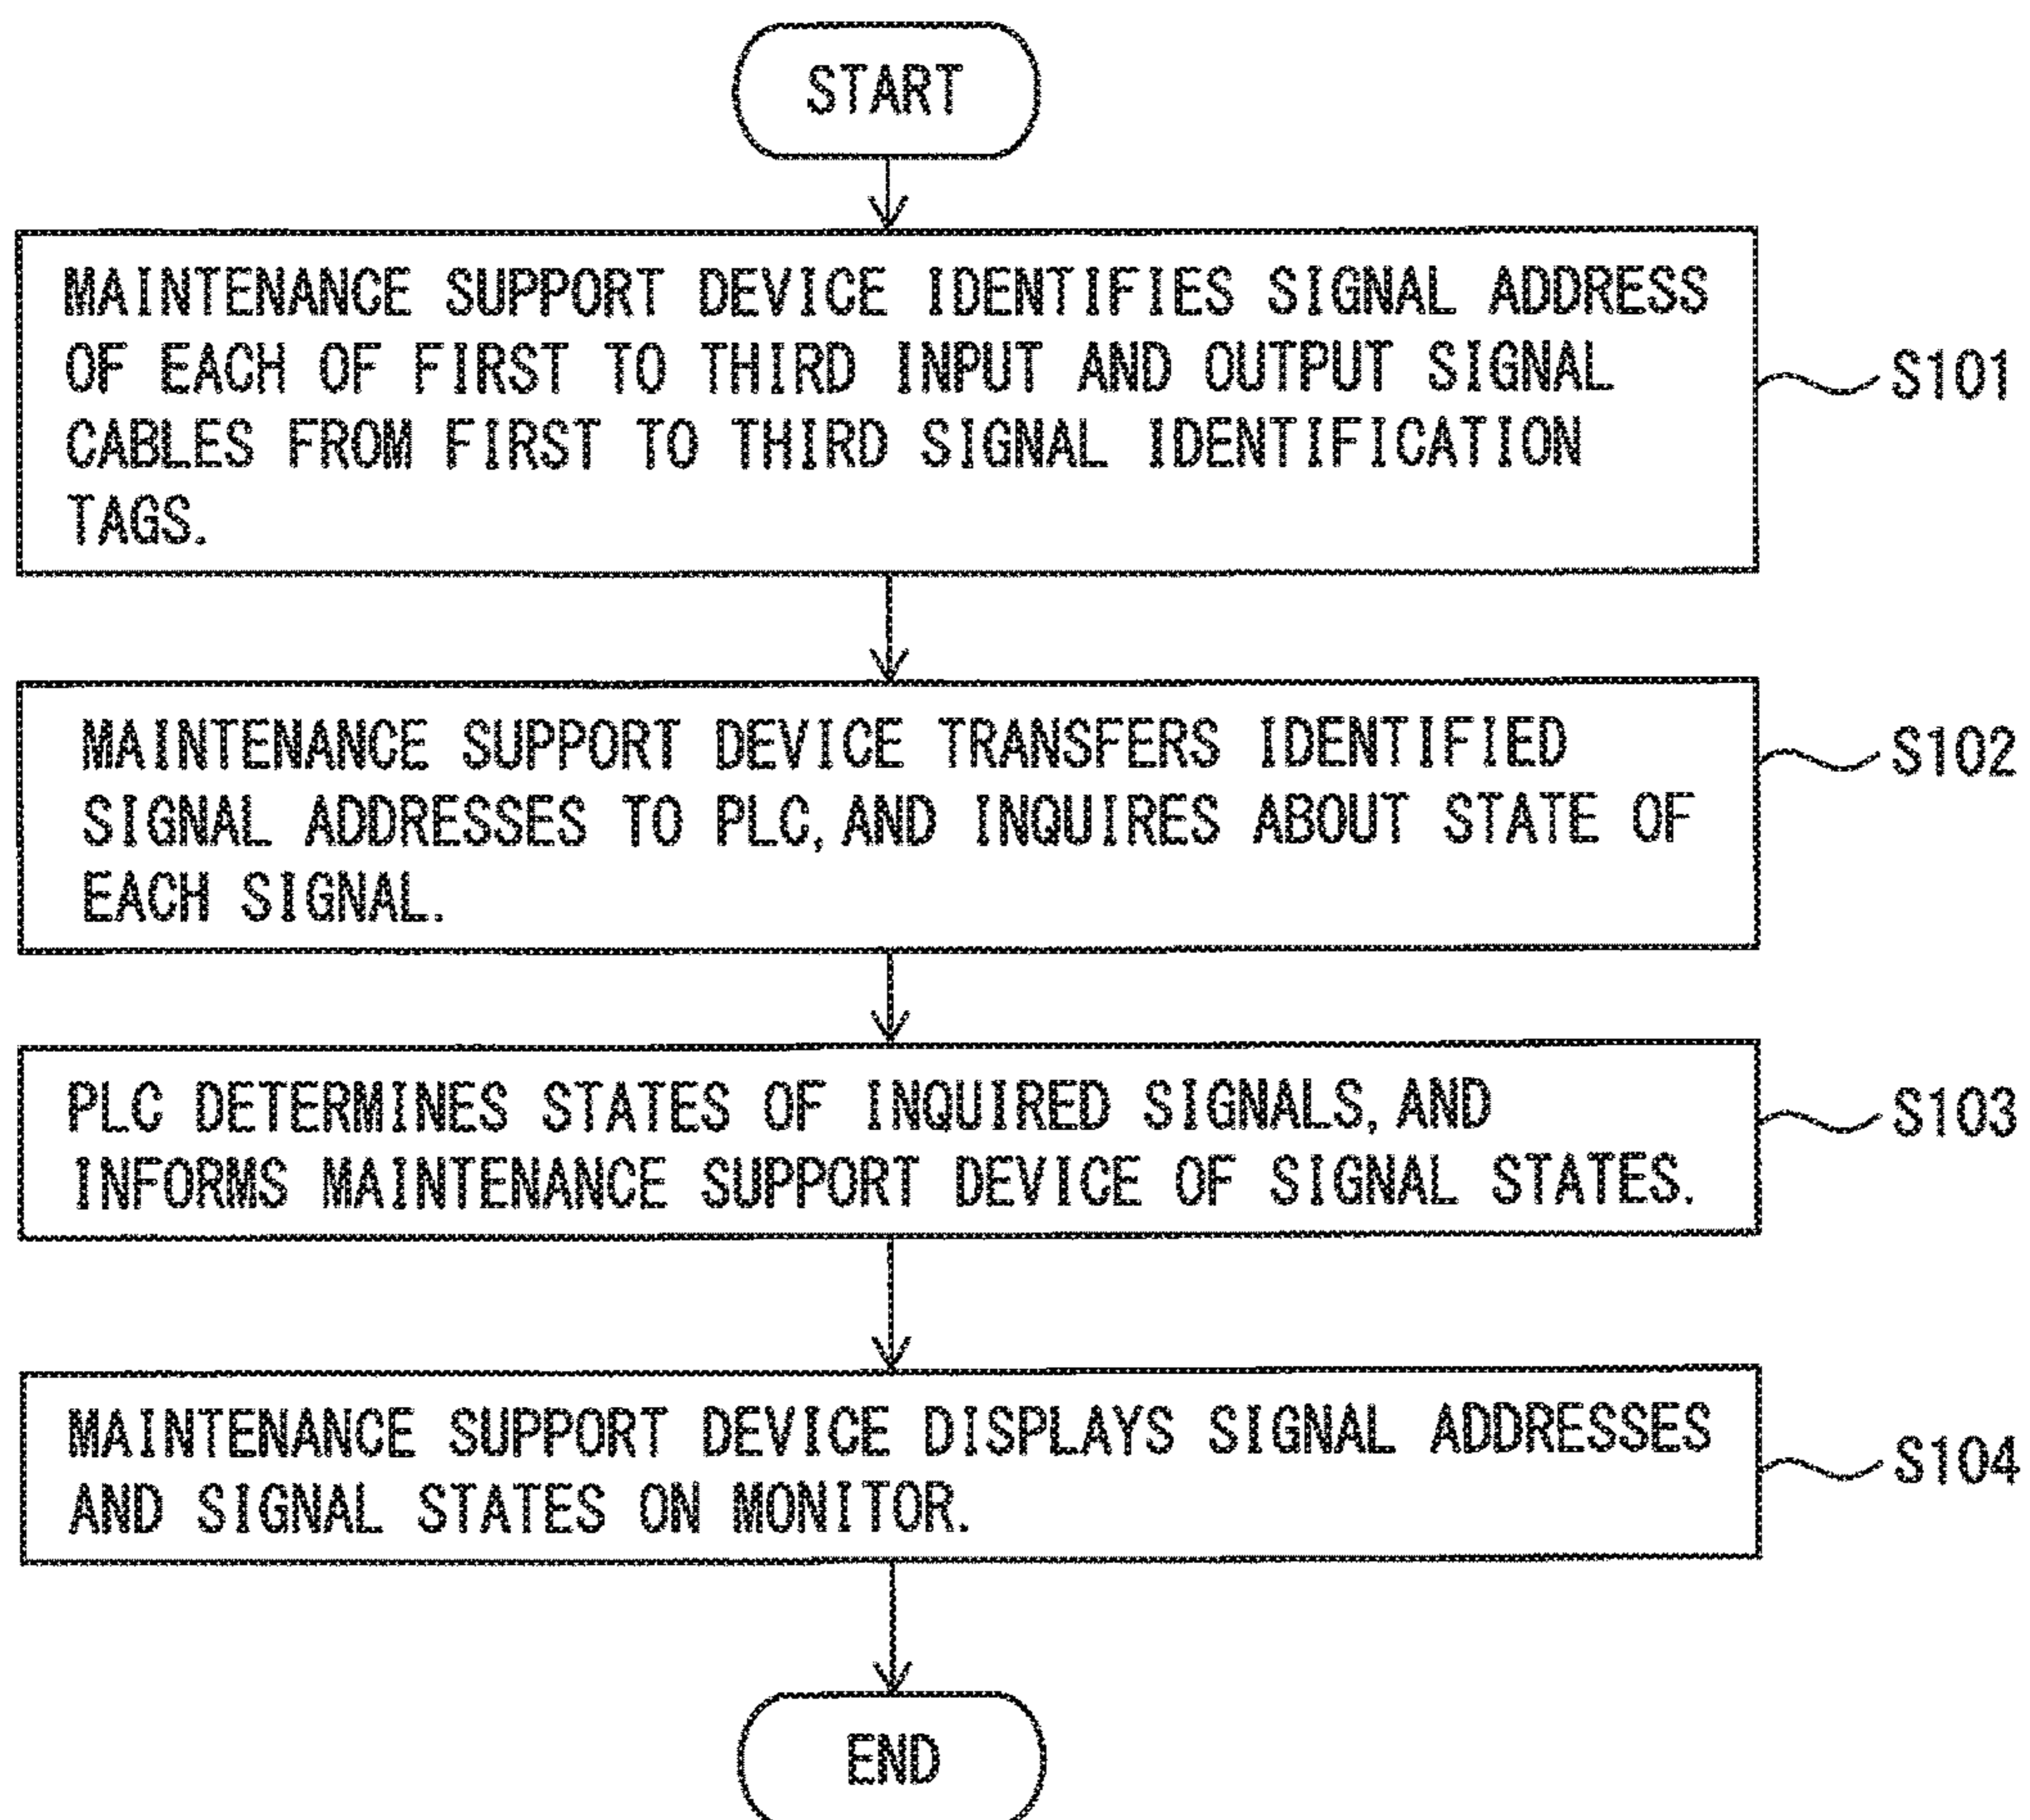 START
MAINTENANCE SUPPORT DEVICE IDENTIFIES SIGNAL ADDRESS
OF EACH OF FIRST TO THIRD INPUT AND OUTPUT SIGNAL
CABLES FROM FIRST TO THIRD SIGNAL IDENTIFICATION
TAGS.
S101
MAINTENANCE SUPPORT DEVICE TRANSFERS IDENTIFIED
SIGNAL ADDRESSES TO PLC, AND INQUIRES ABOUT STATE OF
EACH SIGNAL.
S102
PLC DETERMINES STATES OF INQUIRED SIGNALS, AND
INFORMS MAINTENANCE SUPPORT DEVICE OF SIGNAL STATES.
S103
MAINTENANCE SUPPORT DEVICE DISPLAYS SIGNAL ADDRESSES
AND SIGNAL STATES ON MONITOR.
S104
END